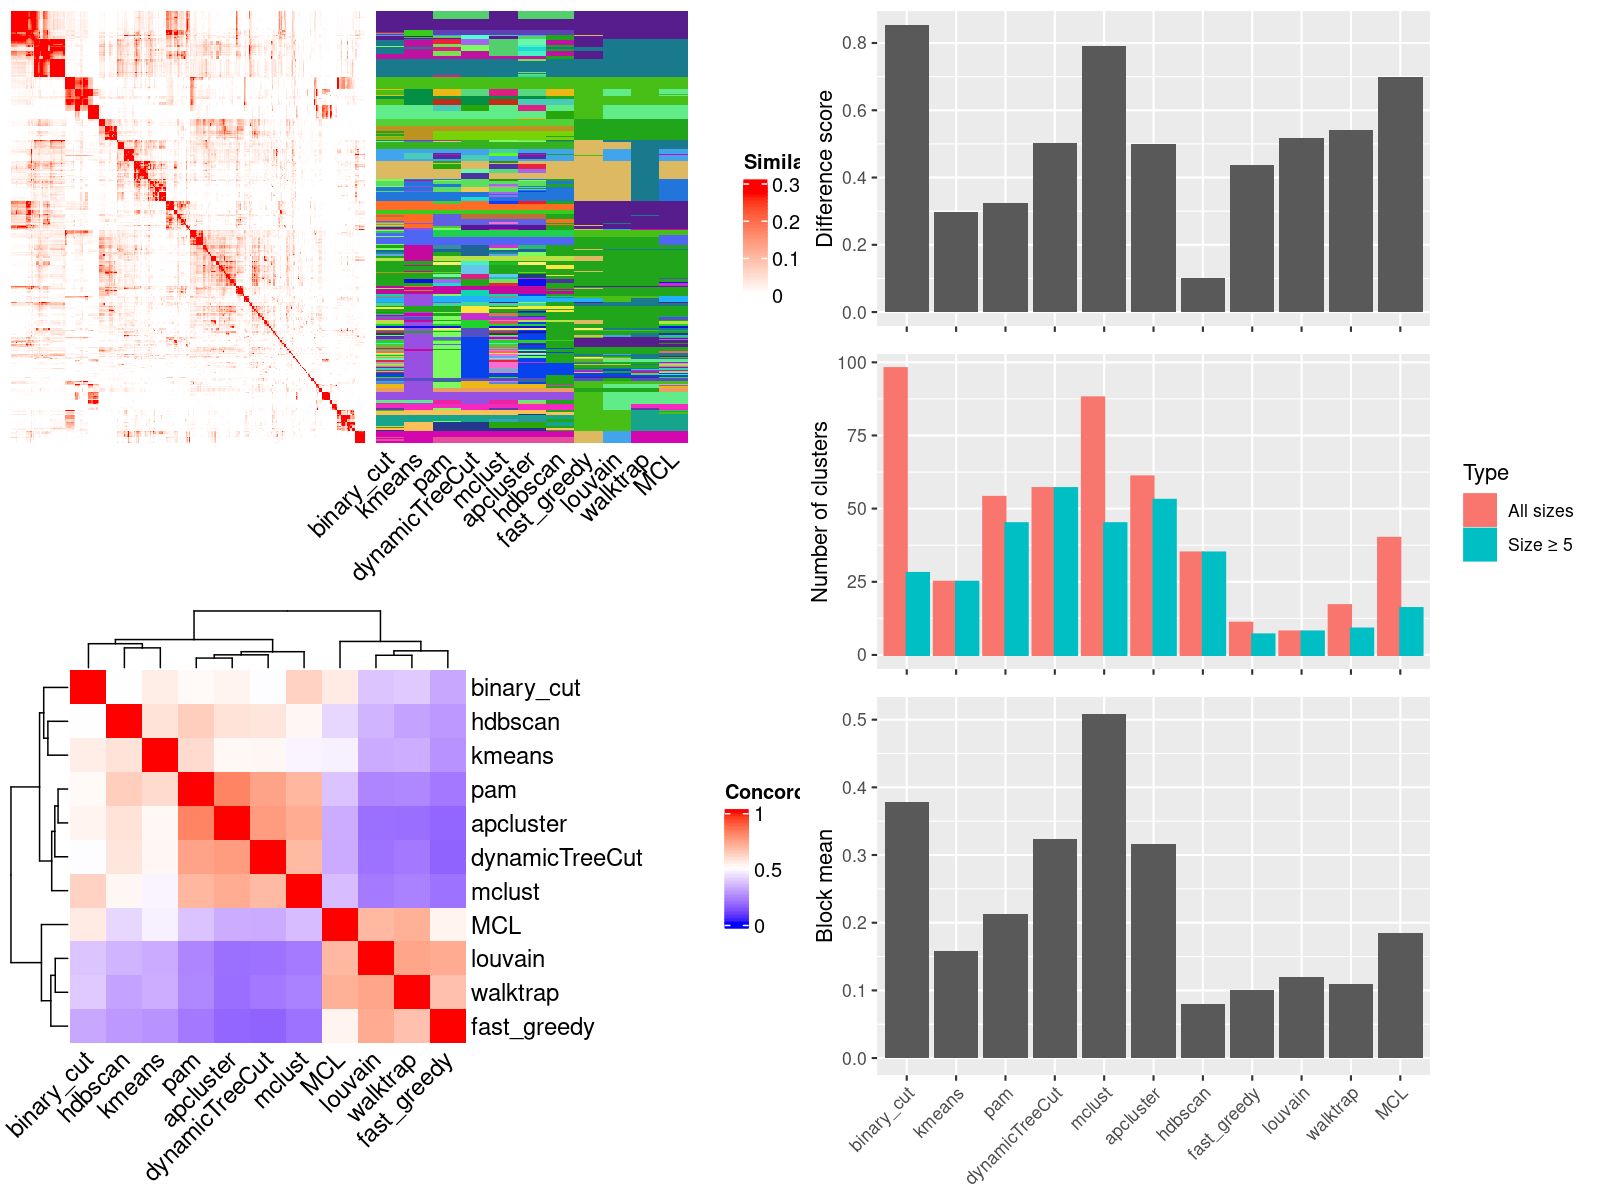 Simila
0.3
0.2
0.1
0
binary_cut
kmeans
pam
dynamicTreeCut
mclust
apcluster
hdbscan
fast_greedy
louvain
walktrap
MCL
binary_cut
hdbscan
kmeans
pam
apcluster
dynamicTreeCut
mclust
MCL
louvain
walktrap
fast_greedy
binary_cut
hdbscan
kmeans
pam
apcluster
dynamicTreeCut
mclust
MCL
louvain
walktrap
fast_greedy
Concord
1
0.5
0
Difference score
0.8
0.6
0.4
0.2
0.0
Number of clusters
100
75
50
25
0
Type
All sizes
Size ≥ 5
Block mean
0.5
0.4
0.3
0.2
0.1
0.0
binary_cut
kmeans
pam
dynamicTreeCut
mclust
apcluster
hdbscan
fast_greedy
louvain
walktrap
MCL